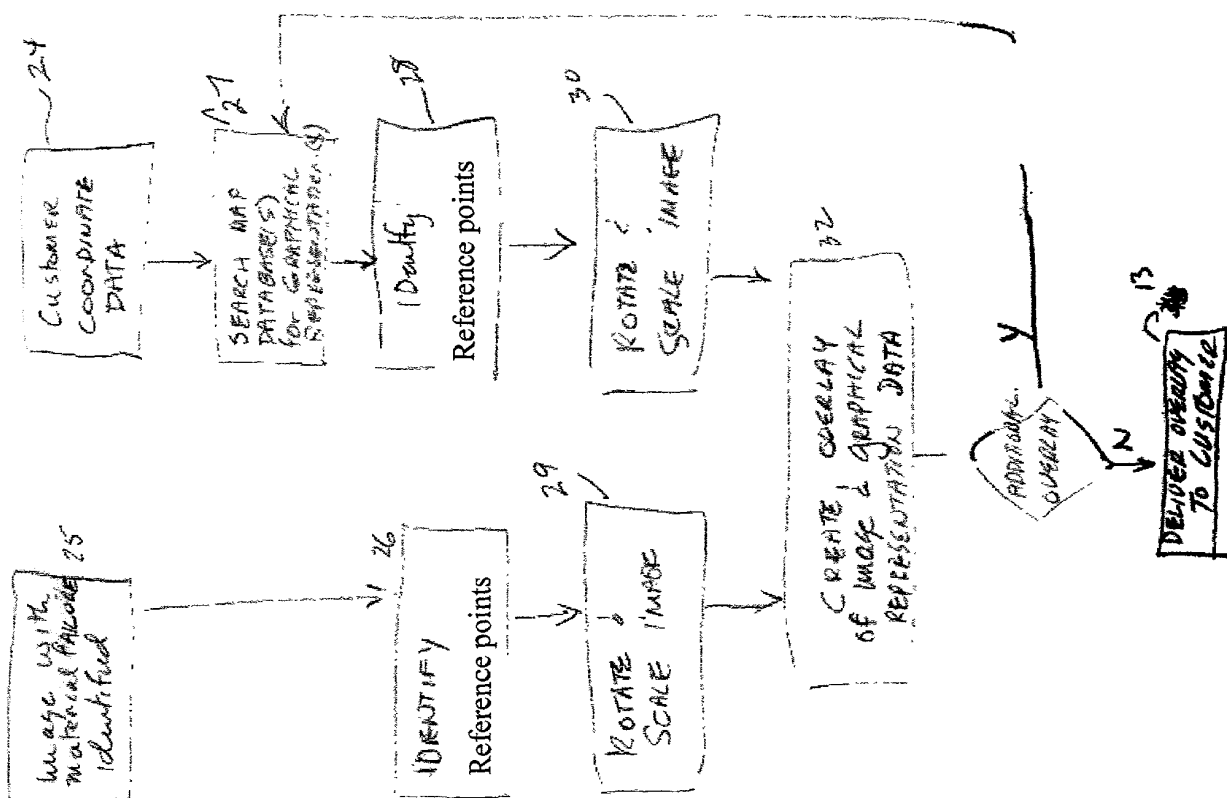 24
Customer
COORDINATE
DATA
27
SEARCH MAP
DATABASE(S)
for GRAPHICAL
REPRESENTATION(S)
28
IDentify
Reference points
30
ROTATE &
SCALE IMAGE
Image with
material FAILURE
identified
25
26
IDENTIFY
Reference points
29
ROTATE &
SCALE IMAGE
32
CREATE OVERLAY
of image & GRAPHICAL
REPRESENTATION DATA
ADDITIONAL
OVERLAY
Y
N
13
DELIVER OVERLAY
TO CUSTOMER